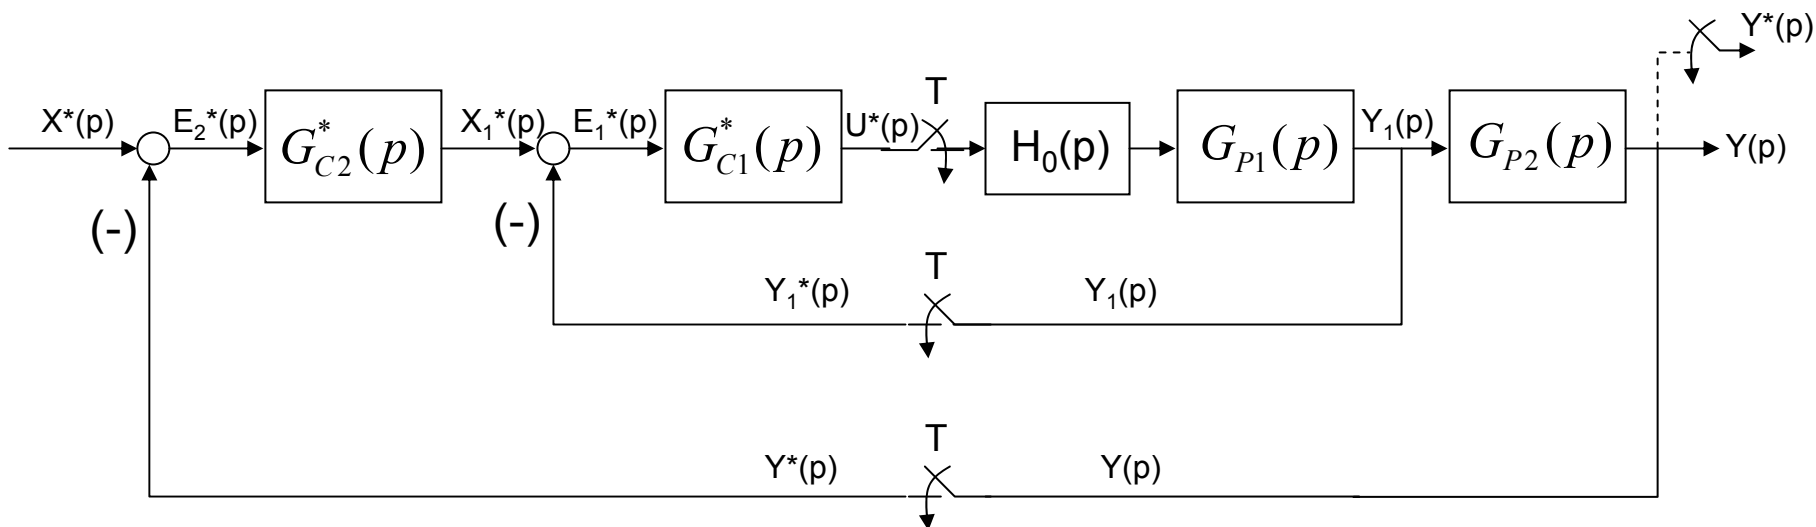 Y*(p)
T
X*(p) E₂*(p) G*C2(p) X₁*(p) E₁*(p) G*C1(p) U*(p) H₀(p) GP1(p) Y₁(p) GP2(p) Y(p)
(-) (-)
T
Y₁*(p) Y₁(p)
T
Y*(p) Y(p)